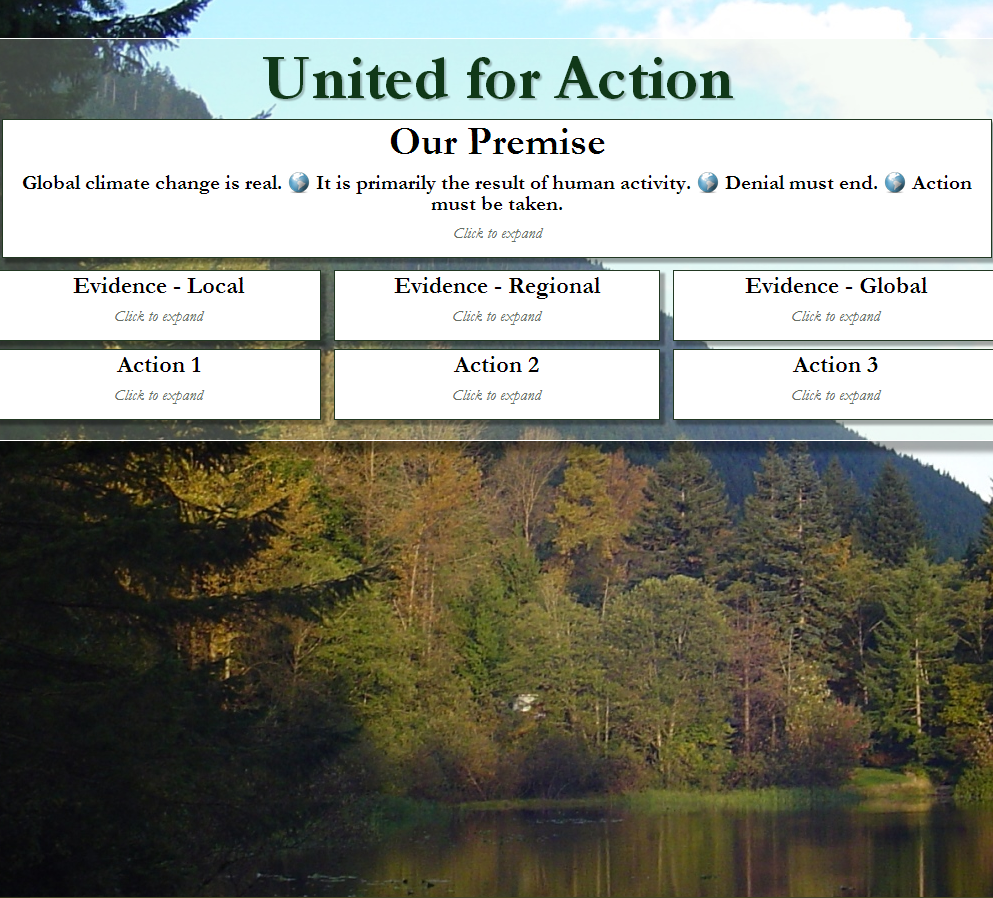 United for Action
Our Premise
Global climate change is real. 🌎 It is primarily the result of human activity. 🌎 Denial must end. 🌎 Action
must be taken.
Click to expand
Evidence - Local
Click to expand
Evidence - Regional
Click to expand
Evidence - Global
Click to expand
Action 1
Click to expand
Action 2
Click to expand
Action 3
Click to expand